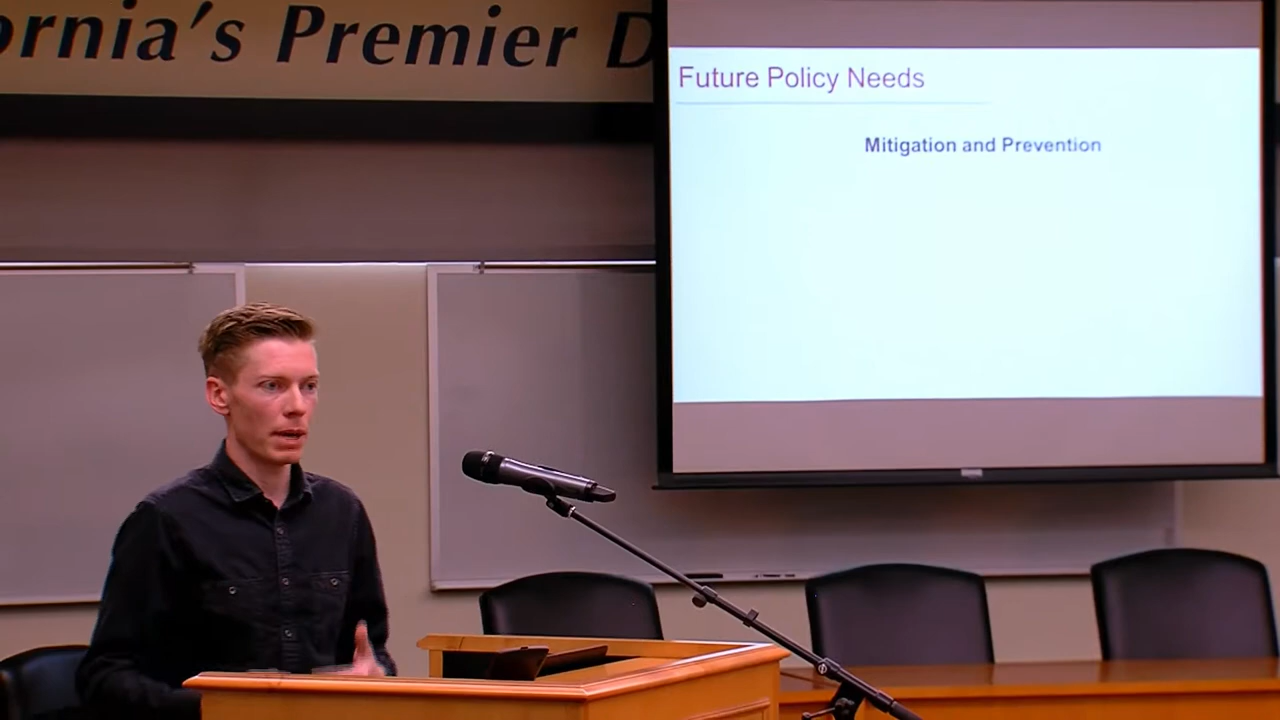 ornia's Premier D
Future Policy Needs
Mitigation and Prevention